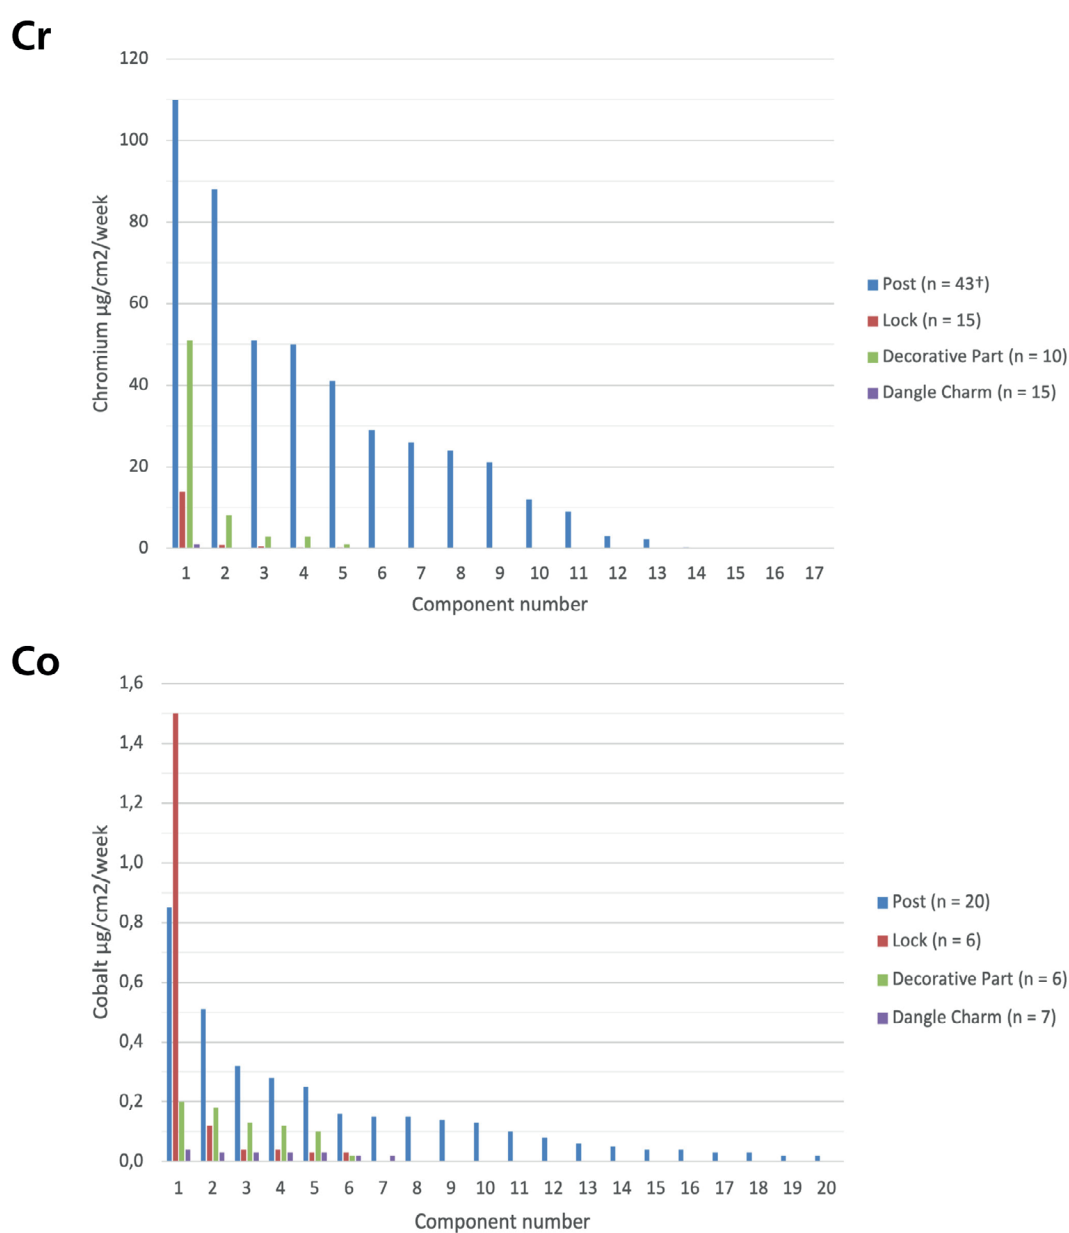 Cr
120
100
80
60
40
20
0
Chromium µg/cm2/week
1 2 3 4 5 6 7 8 9 10 11 12 13 14 15 16 17
Component number
Post (n = 43†)
Lock (n = 15)
Decorative Part (n = 10)
Dangle Charm (n = 15)
Co
1,6
1,4
1,2
1,0
0,8
0,6
0,4
0,2
0,0
Cobalt µg/cm2/week
1 2 3 4 5 6 7 8 9 10 11 12 13 14 15 16 17 18 19 20
Component number
Post (n = 20)
Lock (n = 6)
Decorative Part (n = 6)
Dangle Charm (n = 7)